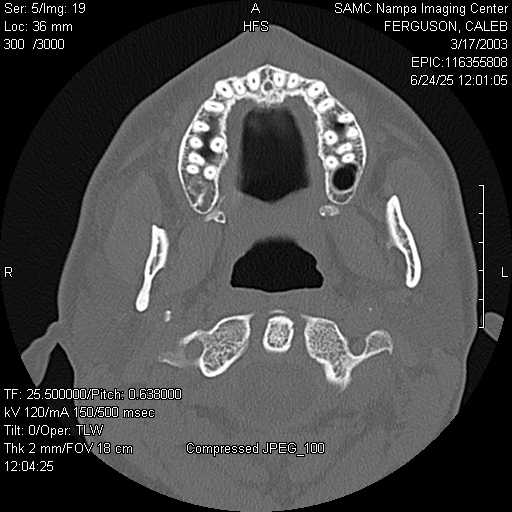 Ser: 5/Img: 19
Loc: 36 mm
300 /3000
A
HFS
SAMC Nampa Imaging Center
FERGUSON, CALEB
3/17/2003
EPIC:116355808
6/24/25 12:01:05
R
L
TF: 25.500000/Pitch: 0.638000
kV 120/mA 150/500 msec
Tilt: 0/Oper: TLW
Thk 2 mm/FOV 18 cm
12:04:25
Compressed JPEG_100